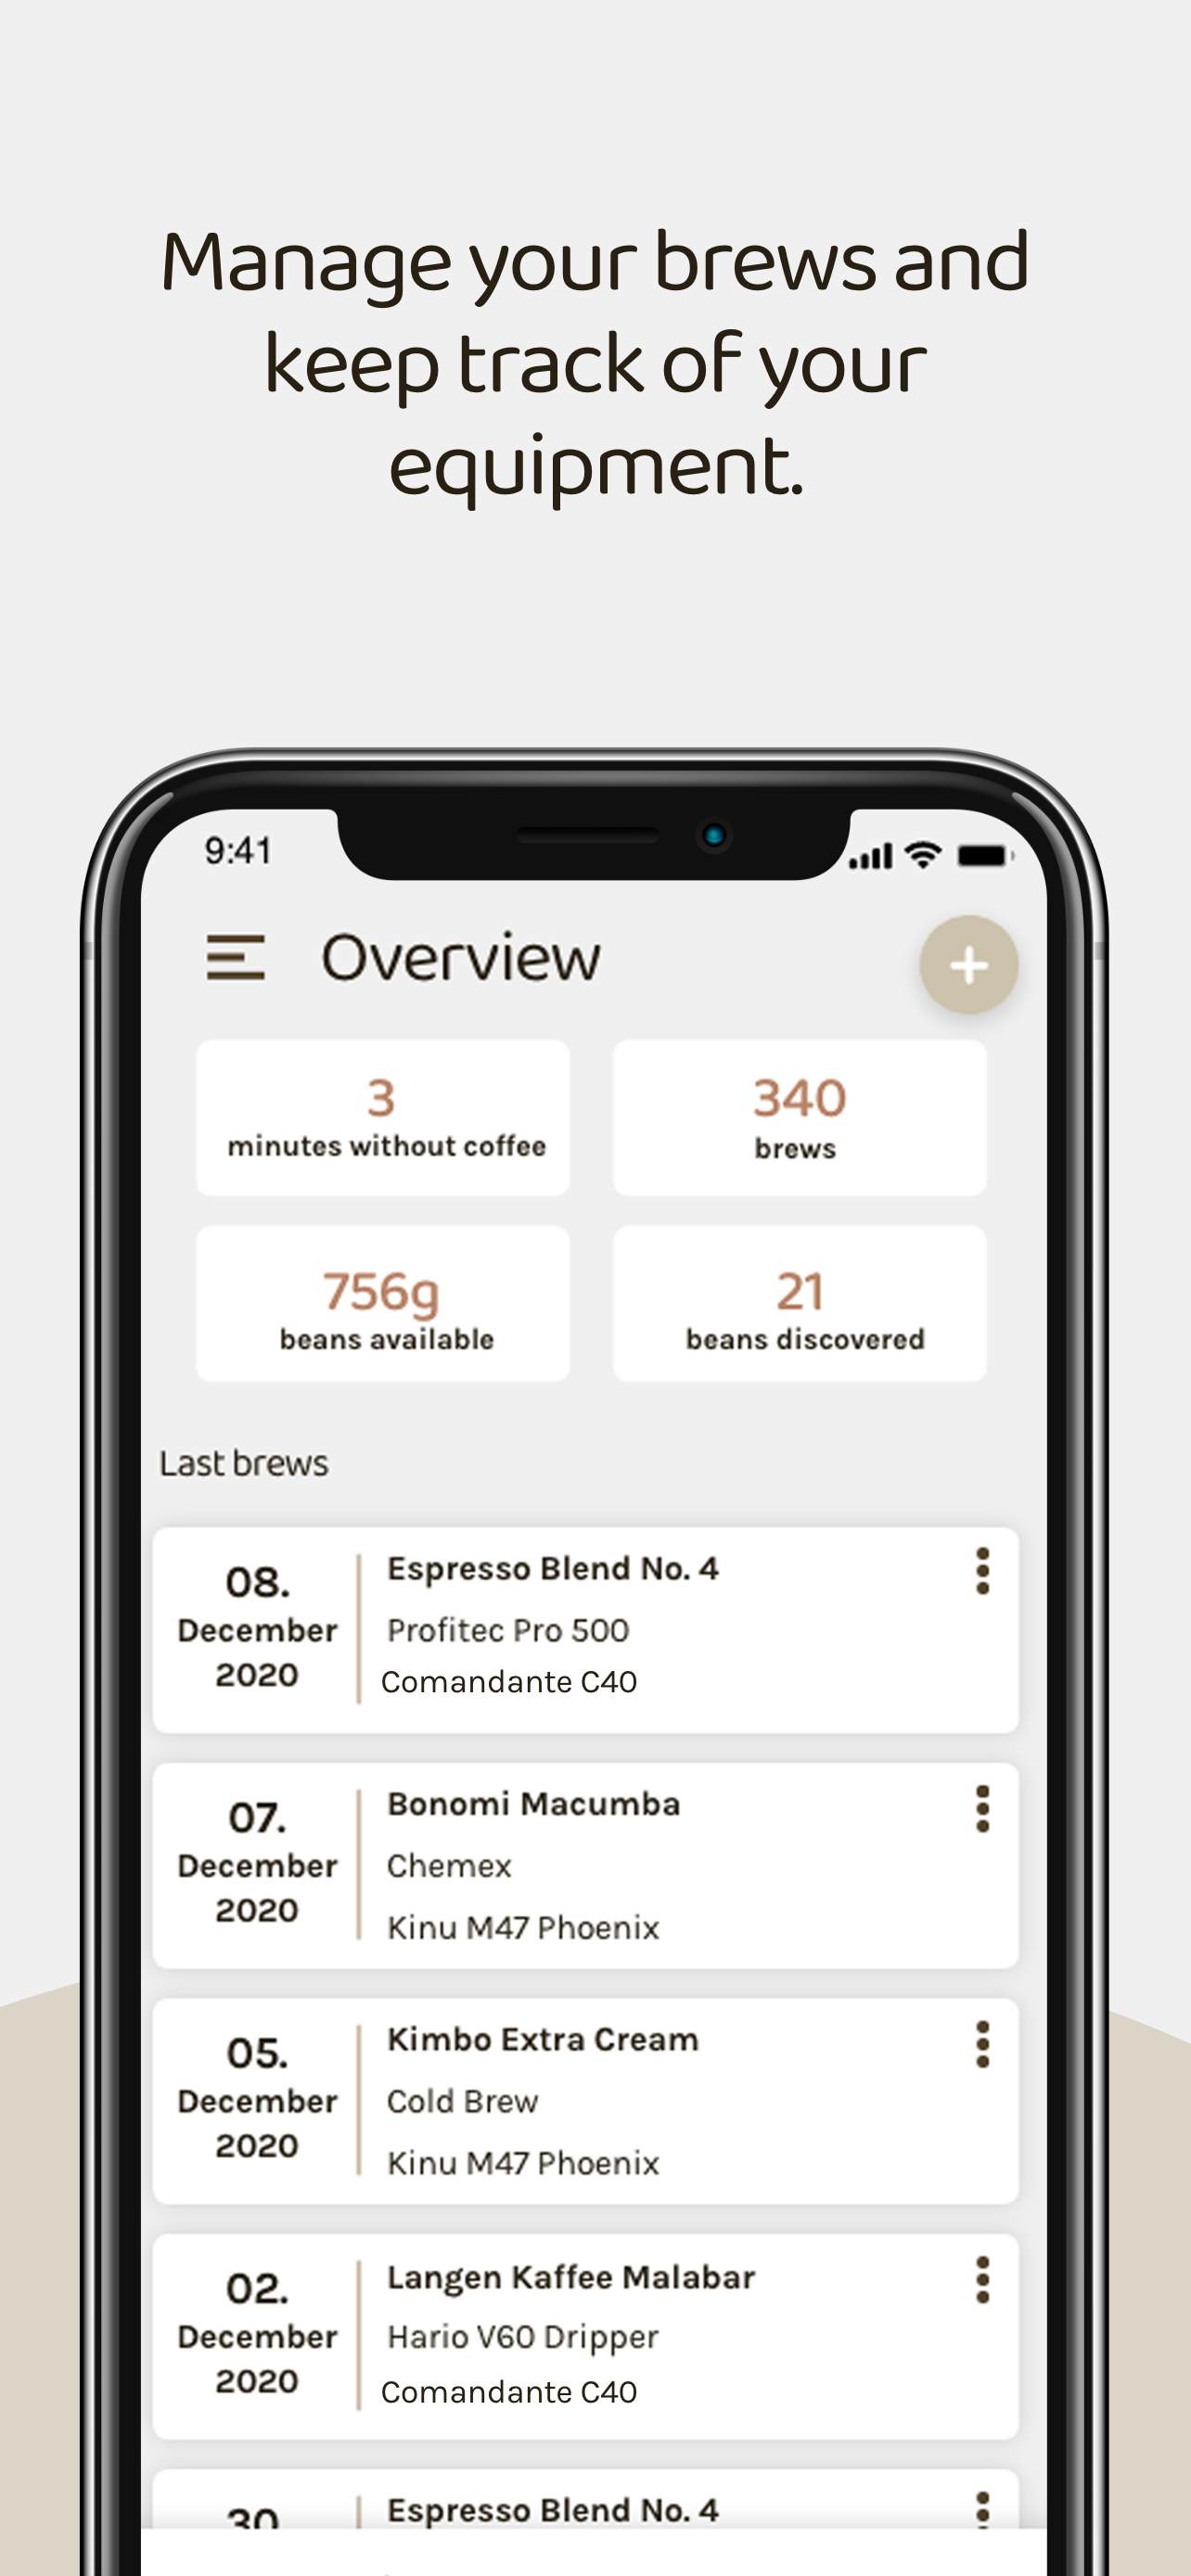 Manage your brews and
keep track of your
equipment.
9:41
Overview
3
minutes without coffee
340
brews
756g
beans available
21
beans discovered
Last brews
08.
December
2020
Espresso Blend No. 4
Profitec Pro 500
Comandante C40
07.
December
2020
Bonomi Macumba
Chemex
Kinu M47 Phoenix
05.
December
2020
Kimbo Extra Cream
Cold Brew
Kinu M47 Phoenix
02.
December
2020
Langen Kaffee Malabar
Hario V60 Dripper
Comandante C40
30
Espresso Blend No. 4